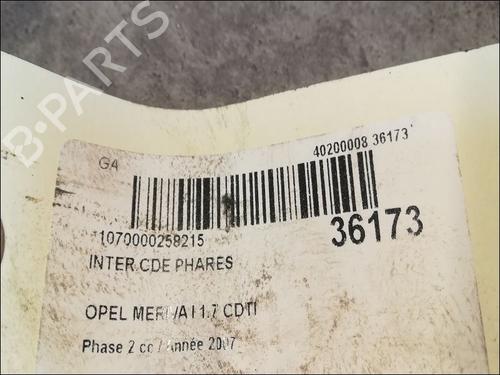 B-PARTS
G4
40200008 36173
1070000258215
36173
INTER CDE PHARES
OPEL MERIVA I 1.7 CDTI
Phase 2 cc / Année 2007